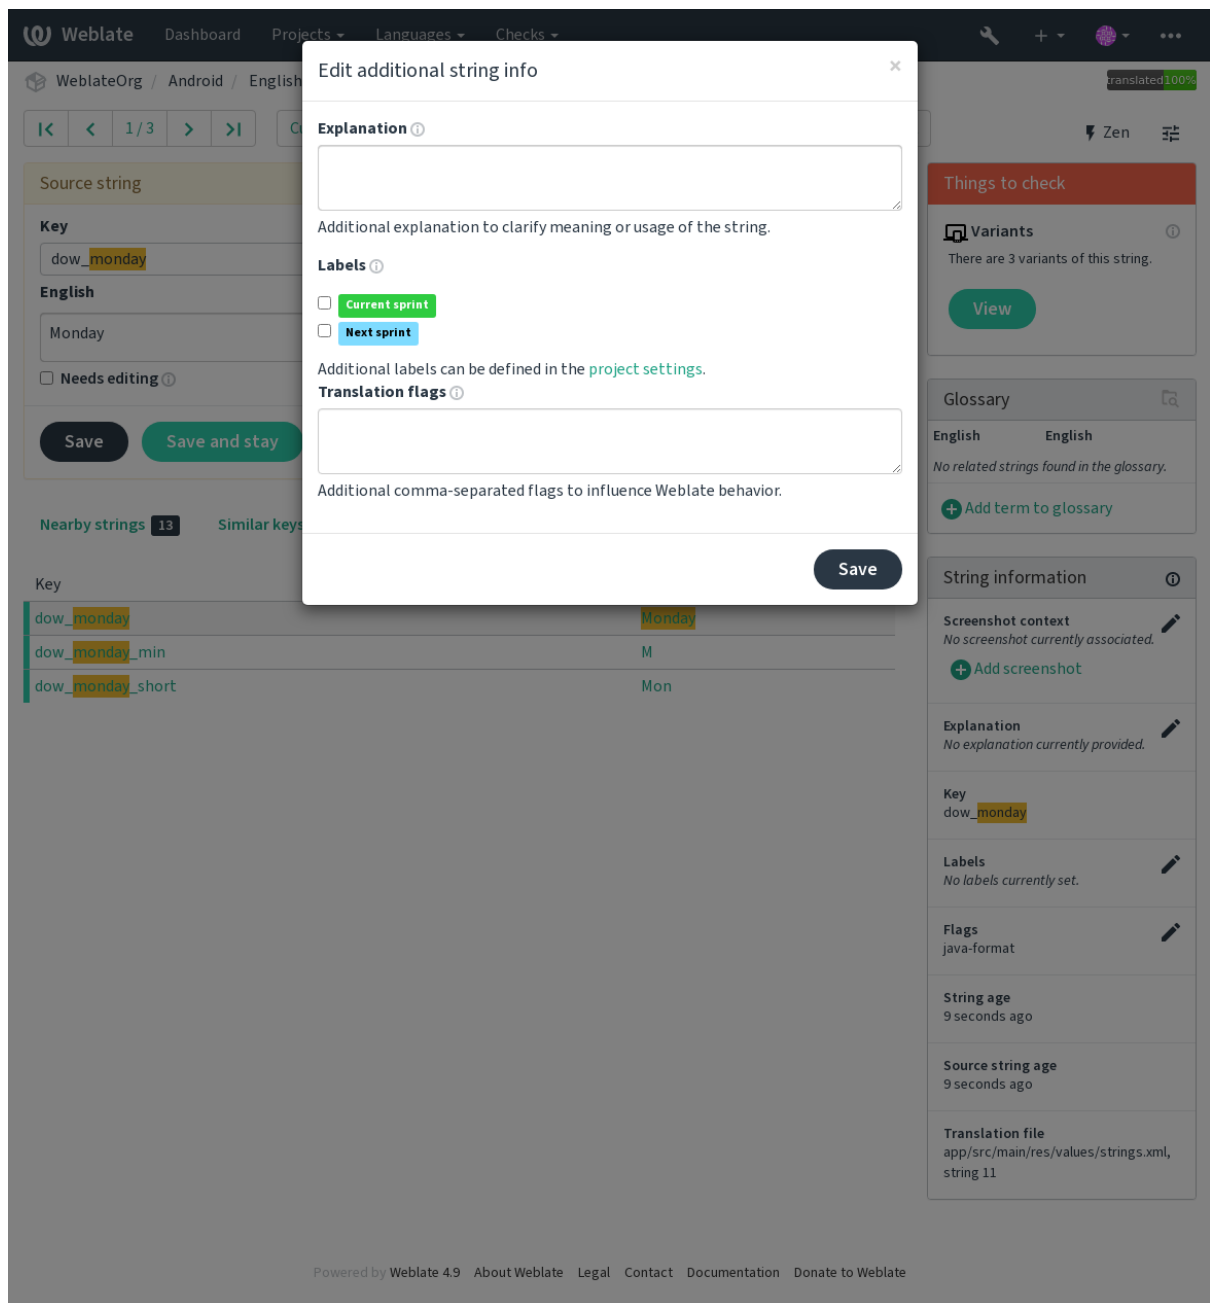 Weblate Dashboard Projects Languages Checks
WeblateOrg / Android / English
translated 100%
1 / 3
Zen
Edit additional string info
×
Explanation
Additional explanation to clarify meaning or usage of the string.
Labels
Current sprint
Next sprint
Additional labels can be defined in the project settings.
Translation flags
Additional comma-separated flags to influence Weblate behavior.
Save
Source string
Key
dow_monday
English
Monday
Needs editing
Save Save and stay
Nearby strings 13 Similar keys
Key
dow_monday Monday
dow_monday_min M
dow_monday_short Mon
Things to check
Variants
There are 3 variants of this string.
View
Glossary
English English
No related strings found in the glossary.
Add term to glossary
String information
Screenshot context
No screenshot currently associated.
Add screenshot
Explanation
No explanation currently provided.
Key
dow_monday
Labels
No labels currently set.
Flags
java-format
String age
9 seconds ago
Source string age
9 seconds ago
Translation file
app/src/main/res/values/strings.xml,
string 11
Powered by Weblate 4.9 About Weblate Legal Contact Documentation Donate to Weblate